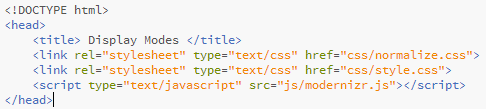 <!DOCTYPE html>
<head>
<title> Display Modes </title>
<link rel="stylesheet" type="text/css" href="css/normalize.css">
<link rel="stylesheet" type="text/css" href="css/style.css">
<script type="text/javascript" src="js/modernizr.js"></script>
</head>